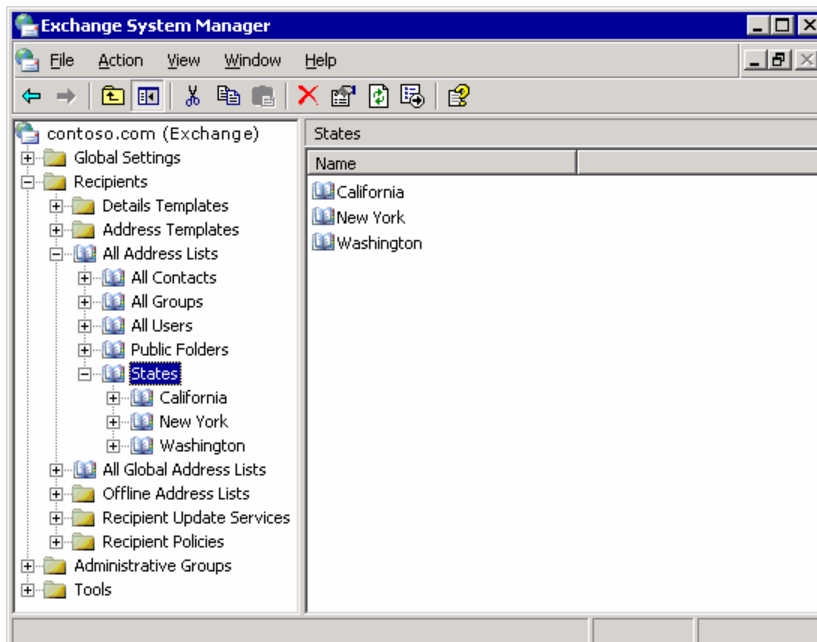 Exchange System Manager
File Action View Window Help
contoso.com (Exchange)
Global Settings
Recipients
Details Templates
Address Templates
All Address Lists
All Contacts
All Groups
All Users
Public Folders
States
California
New York
Washington
All Global Address Lists
Offline Address Lists
Recipient Update Services
Recipient Policies
Administrative Groups
Tools
States
Name
California
New York
Washington